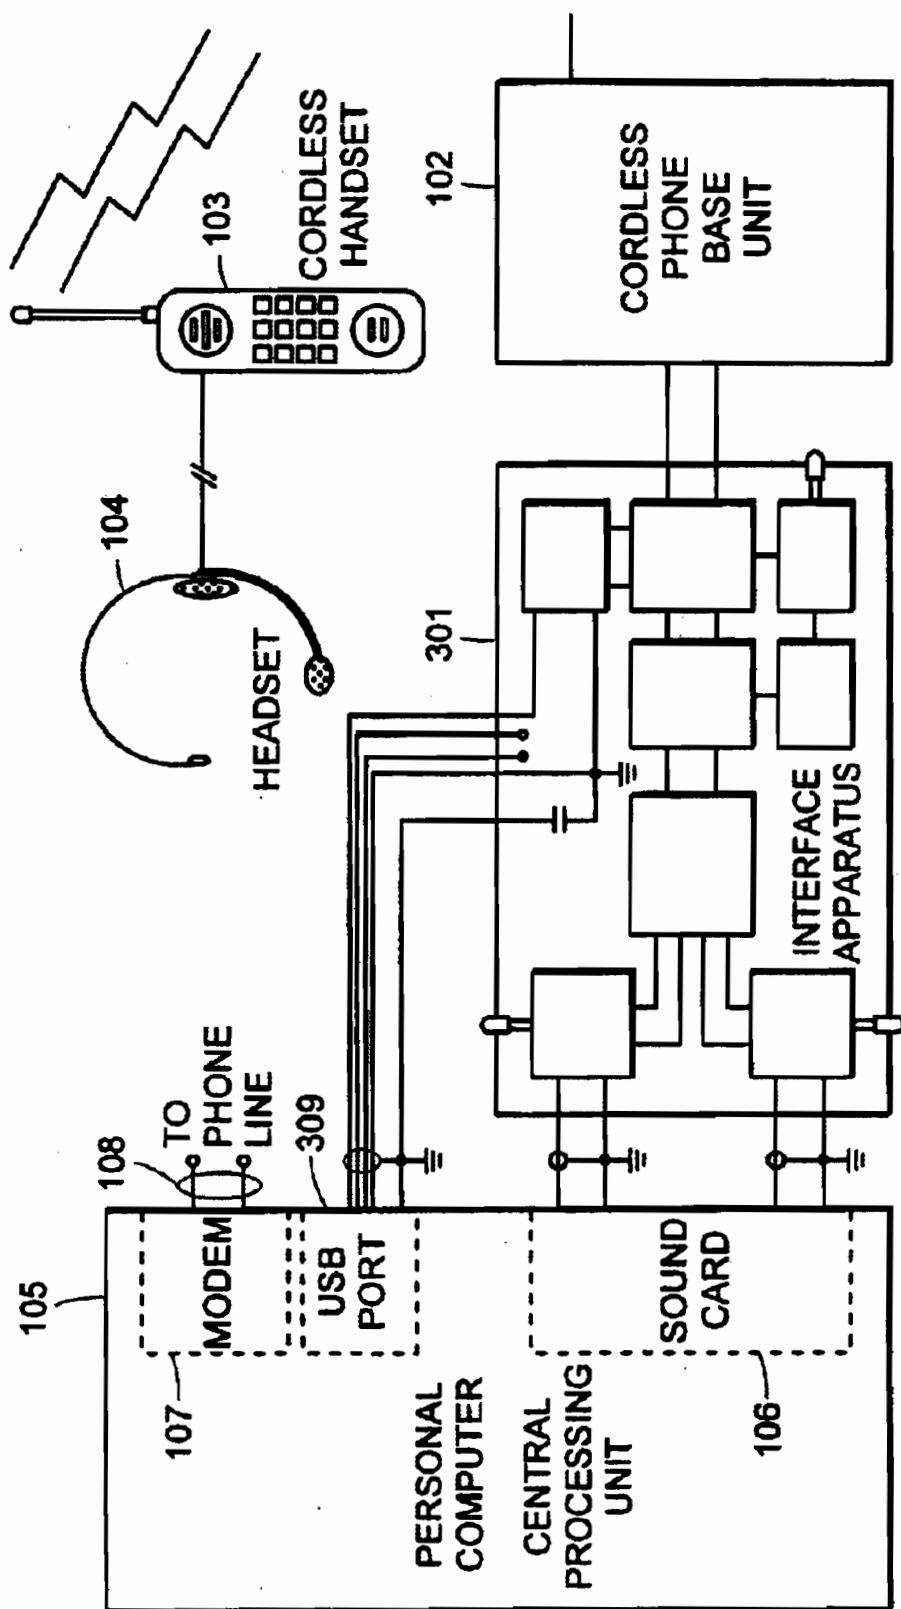 105
107
MODEM
108
TO
PHONE
LINE
309
USB
PORT
PERSONAL
COMPUTER
CENTRAL
PROCESSING
UNIT
SOUND
CARD
106
104
HEADSET
103
CORDLESS
HANDSET
301
INTERFACE
APPARATUS
102
CORDLESS
PHONE
BASE
UNIT